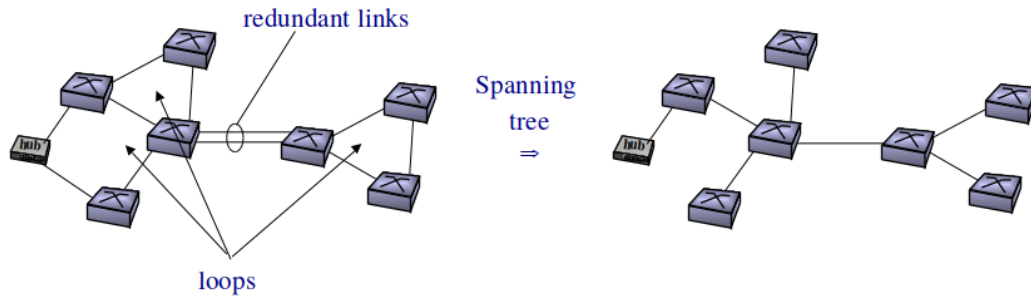 redundant links
Spanning
tree
⇒
hub
hub
loops